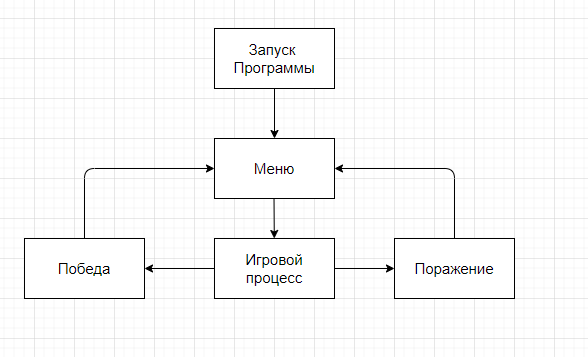 Запуск
Программы
Меню
Победа
Игровой
процесс
Поражение